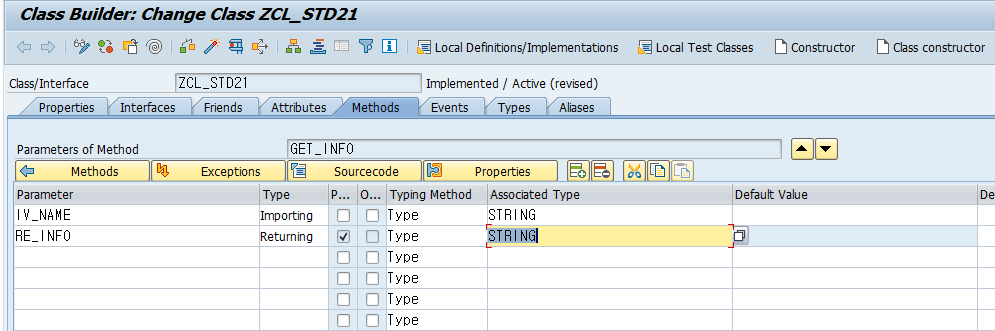 Class Builder: Change Class ZCL_STD21
Local Definitions/Implementations Local Test Classes Constructor Class constructor
Class/Interface ZCL_STD21 Implemented / Active (revised)
Properties Interfaces Friends Attributes Methods Events Types Aliases
Parameters of Method GET_INFO
Methods Exceptions Sourcecode Properties
Parameter Type P... O... Typing Method Associated Type Default Value De
IV_NAME Importing Type STRING
RE_INFO Returning Type STRING
Type
Type
Type
Type